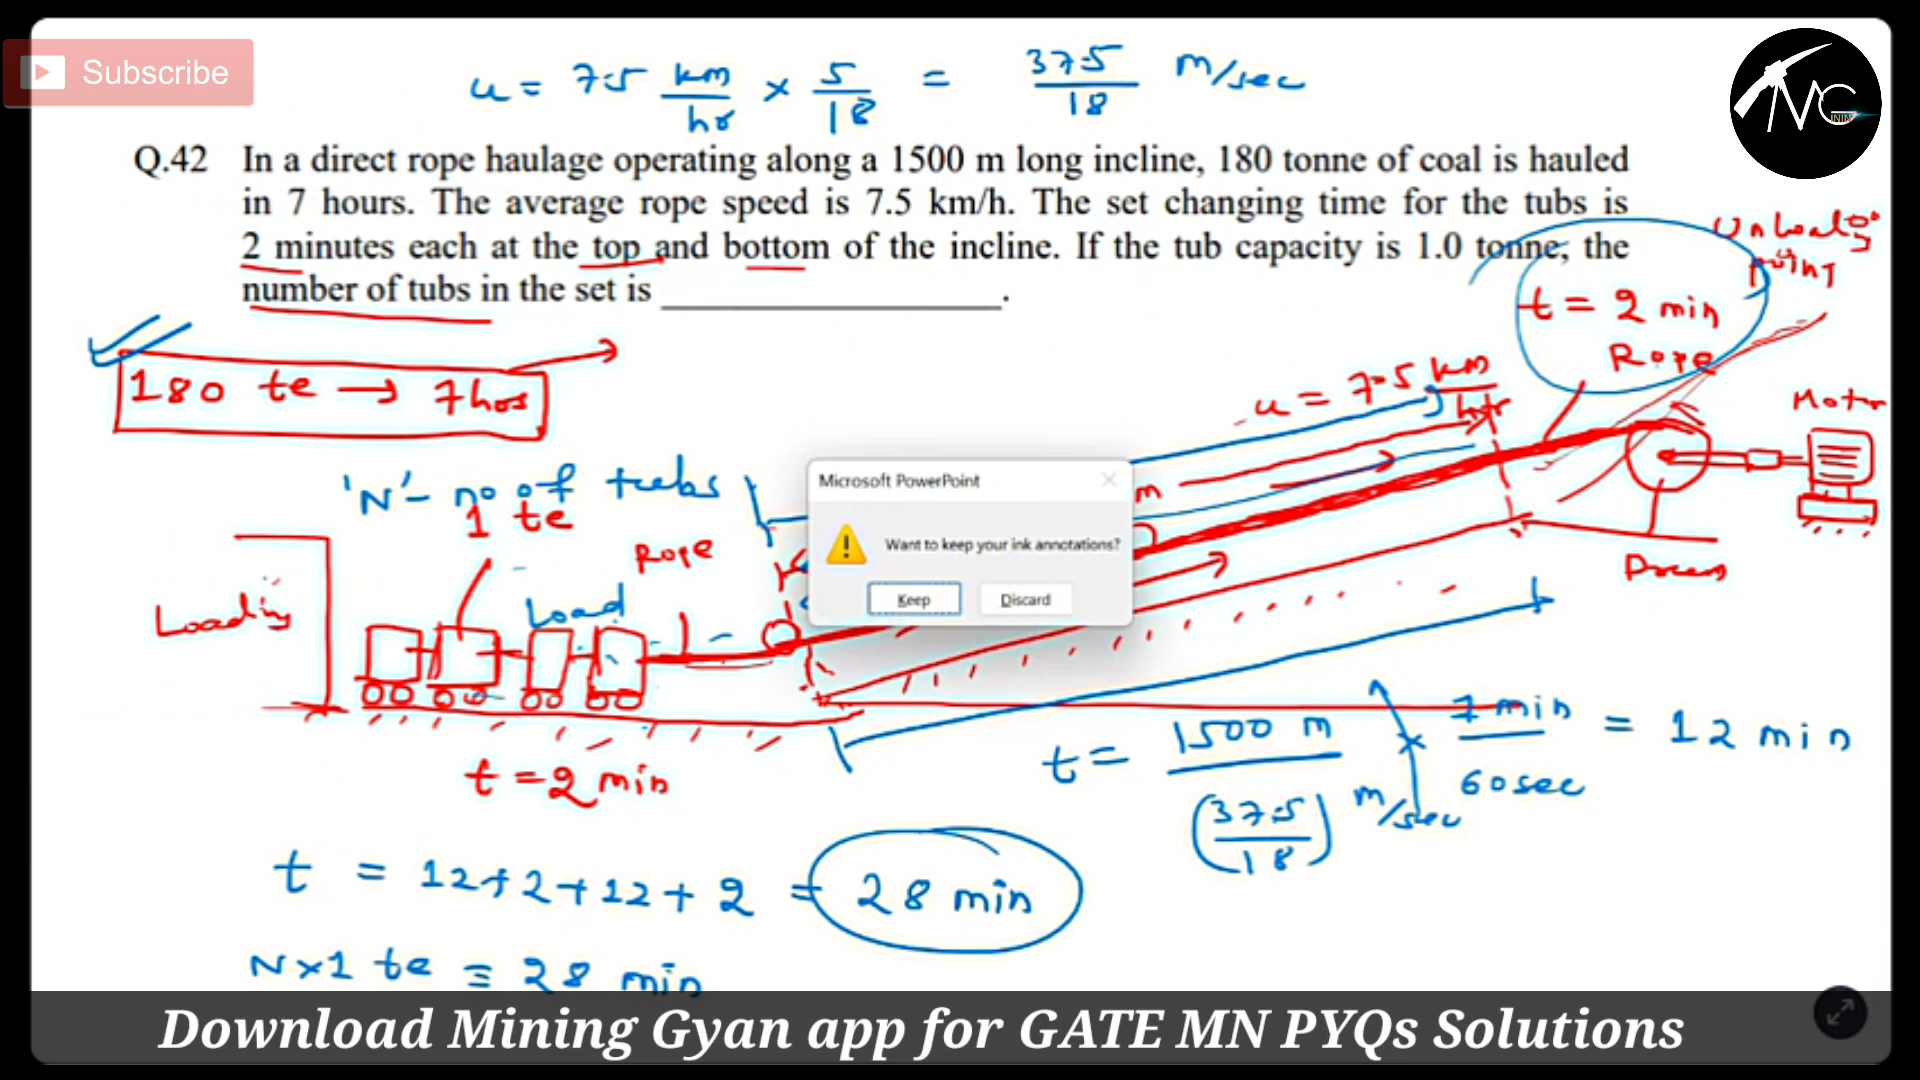 Subscribe
u = 7.5 km/hr × 5/18 = 37.5/18 m/sec
MG
Q.42 In a direct rope haulage operating along a 1500 m long incline, 180 tonne of coal is hauled
in 7 hours. The average rope speed is 7.5 km/h. The set changing time for the tubs is
2 minutes each at the top and bottom of the incline. If the tub capacity is 1.0 tonne, the
number of tubs in the set is ____________________.
point
t = 2 min
Rope
180 te → 7 hrs
u = 7.5 km/hr
Motor
'N' - no of tubs
1 te
Rope
m
Microsoft PowerPoint
Want to keep your ink annotations?
Keep Discard
Loading
Load
t = 2 min
t = 1500 m / (37.5/18) m/sec × 1 min/60 sec = 12 min
t = 12 + 2 + 12 + 2 = 28 min
N×1 te ≡ 28 min
Download Mining Gyan app for GATE MN PYQs Solutions